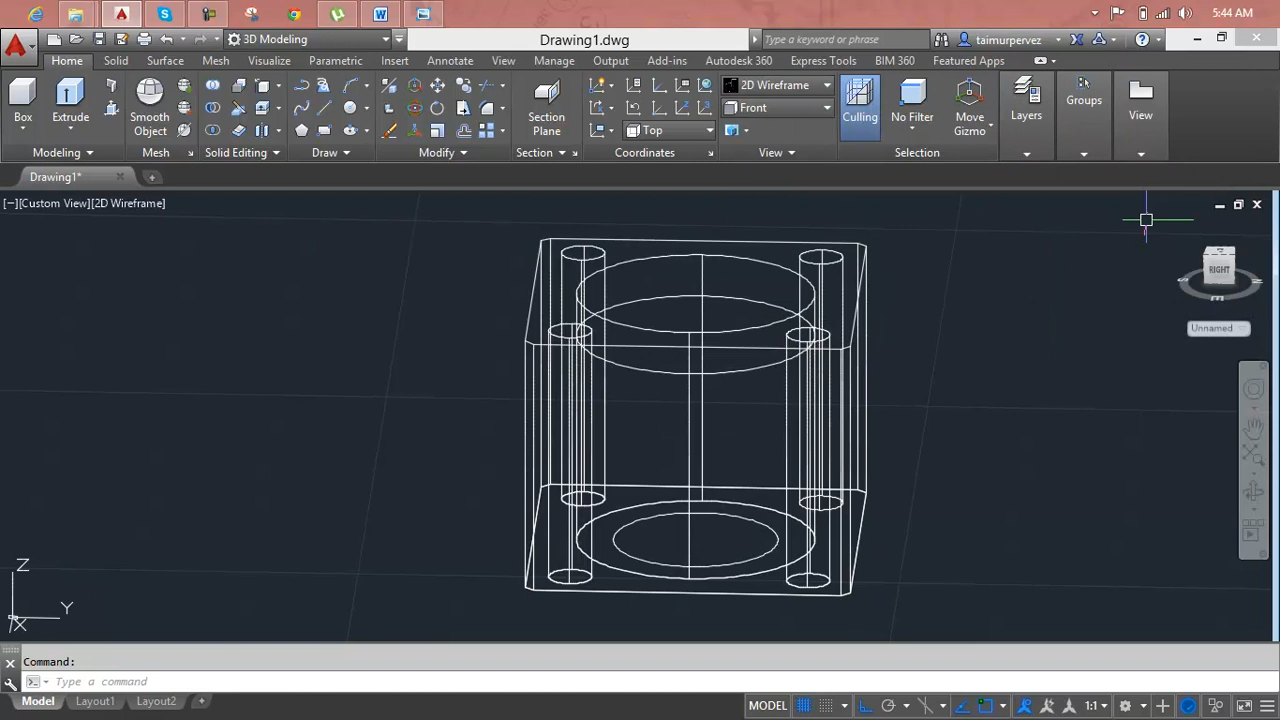 5:44 AM
3D Modeling
Drawing1.dwg
Type a keyword or phrase
taimurpervez
Home Solid Surface Mesh Visualize Parametric Insert Annotate View Manage Output Add-ins Autodesk 360 Express Tools BIM 360 Featured Apps
2D Wireframe
Front
Top
Box Extrude Smooth Object Section Plane Culling No Filter Move Gizmo Layers Groups View
Modeling Mesh Solid Editing Draw Modify Section Coordinates View Selection
Drawing1*
[−][Custom View][2D Wireframe]
RIGHT
Unnamed
Z
Y
X
Command:
Type a command
Model Layout1 Layout2 + MODEL 1:1